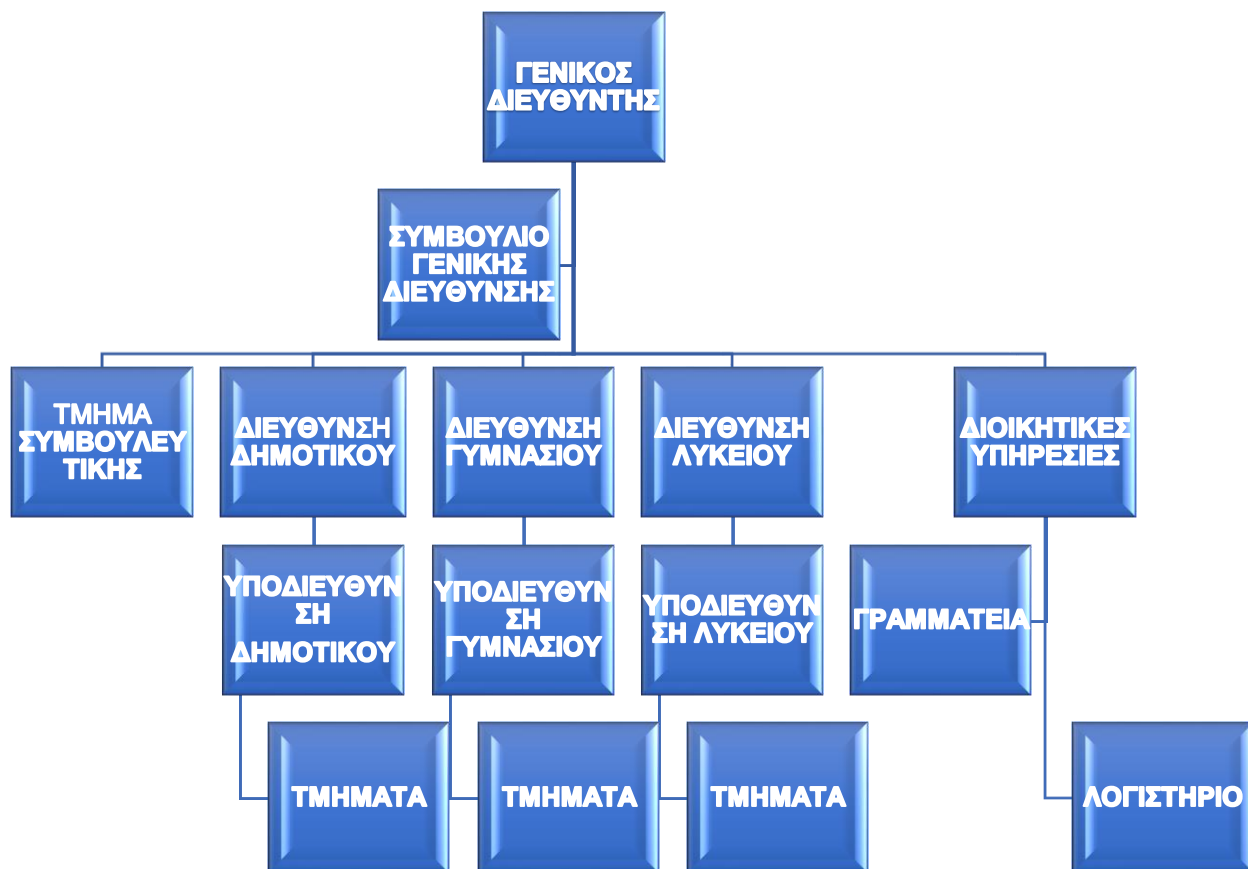 ΓΕΝΙΚΟΣ
ΔΙΕΥΘΥΝΤΗΣ
ΣΥΜΒΟΥΛΙΟ
ΓΕΝΙΚΗΣ
ΔΙΕΥΘΥΝΣΗΣ
ΤΜΗΜΑ
ΣΥΜΒΟΥΛΕΥ
ΤΙΚΗΣ
ΔΙΕΥΘΥΝΣΗ
ΔΗΜΟΤΙΚΟΥ
ΔΙΕΥΘΥΝΣΗ
ΓΥΜΝΑΣΙΟΥ
ΔΙΕΥΘΥΝΣΗ
ΛΥΚΕΙΟΥ
ΔΙΟΙΚΗΤΙΚΕΣ
ΥΠΗΡΕΣΙΕΣ
ΥΠΟΔΙΕΥΘΥΝ
ΣΗ
ΔΗΜΟΤΙΚΟΥ
ΥΠΟΔΙΕΥΘΥΝ
ΣΗ
ΓΥΜΝΑΣΙΟΥ
ΥΠΟΔΙΕΥΘΥΝ
ΣΗ ΛΥΚΕΙΟΥ
ΓΡΑΜΜΑΤΕΙΑ
ΤΜΗΜΑΤΑ
ΤΜΗΜΑΤΑ
ΤΜΗΜΑΤΑ
ΛΟΓΙΣΤΗΡΙΟ